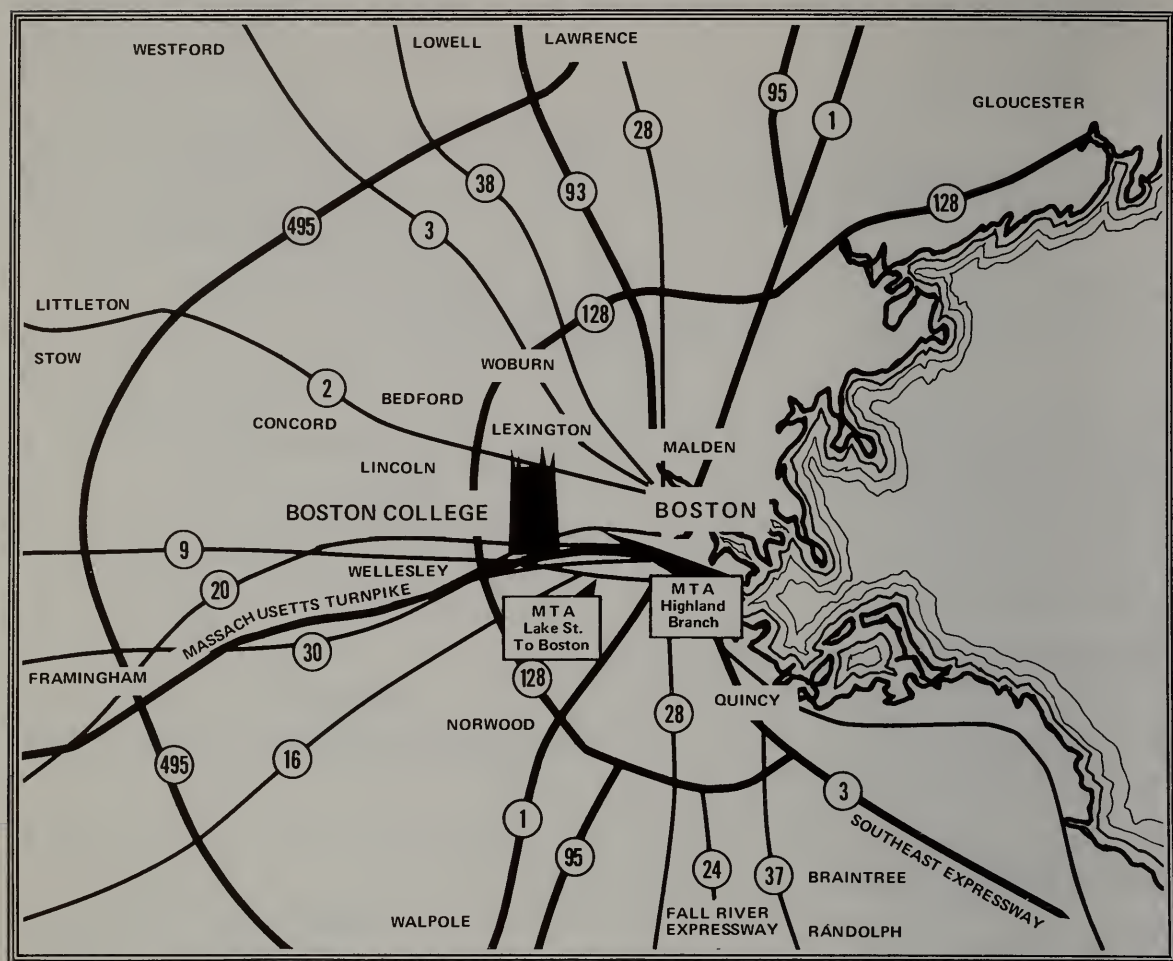 WESTFORD
LOWELL
LAWRENCE
95
1
GLOUCESTER
28
38
93
128
3
495
LITTLETON
128
STOW
WOBURN
2
BEDFORD
CONCORD
LEXINGTON
MALDEN
LINCOLN
BOSTON COLLEGE
BOSTON
9
20
WELLESLEY
MASSACHUSETTS TURNPIKE
MTA
Highland
Branch
MTA
Lake St.
To Boston
30
FRAMINGHAM
128
QUINCY
NORWOOD
28
16
495
3
1
SOUTHEAST EXPRESSWAY
95
24
37
BRAINTREE
WALPOLE
FALL RIVER
EXPRESSWAY
RANDOLPH